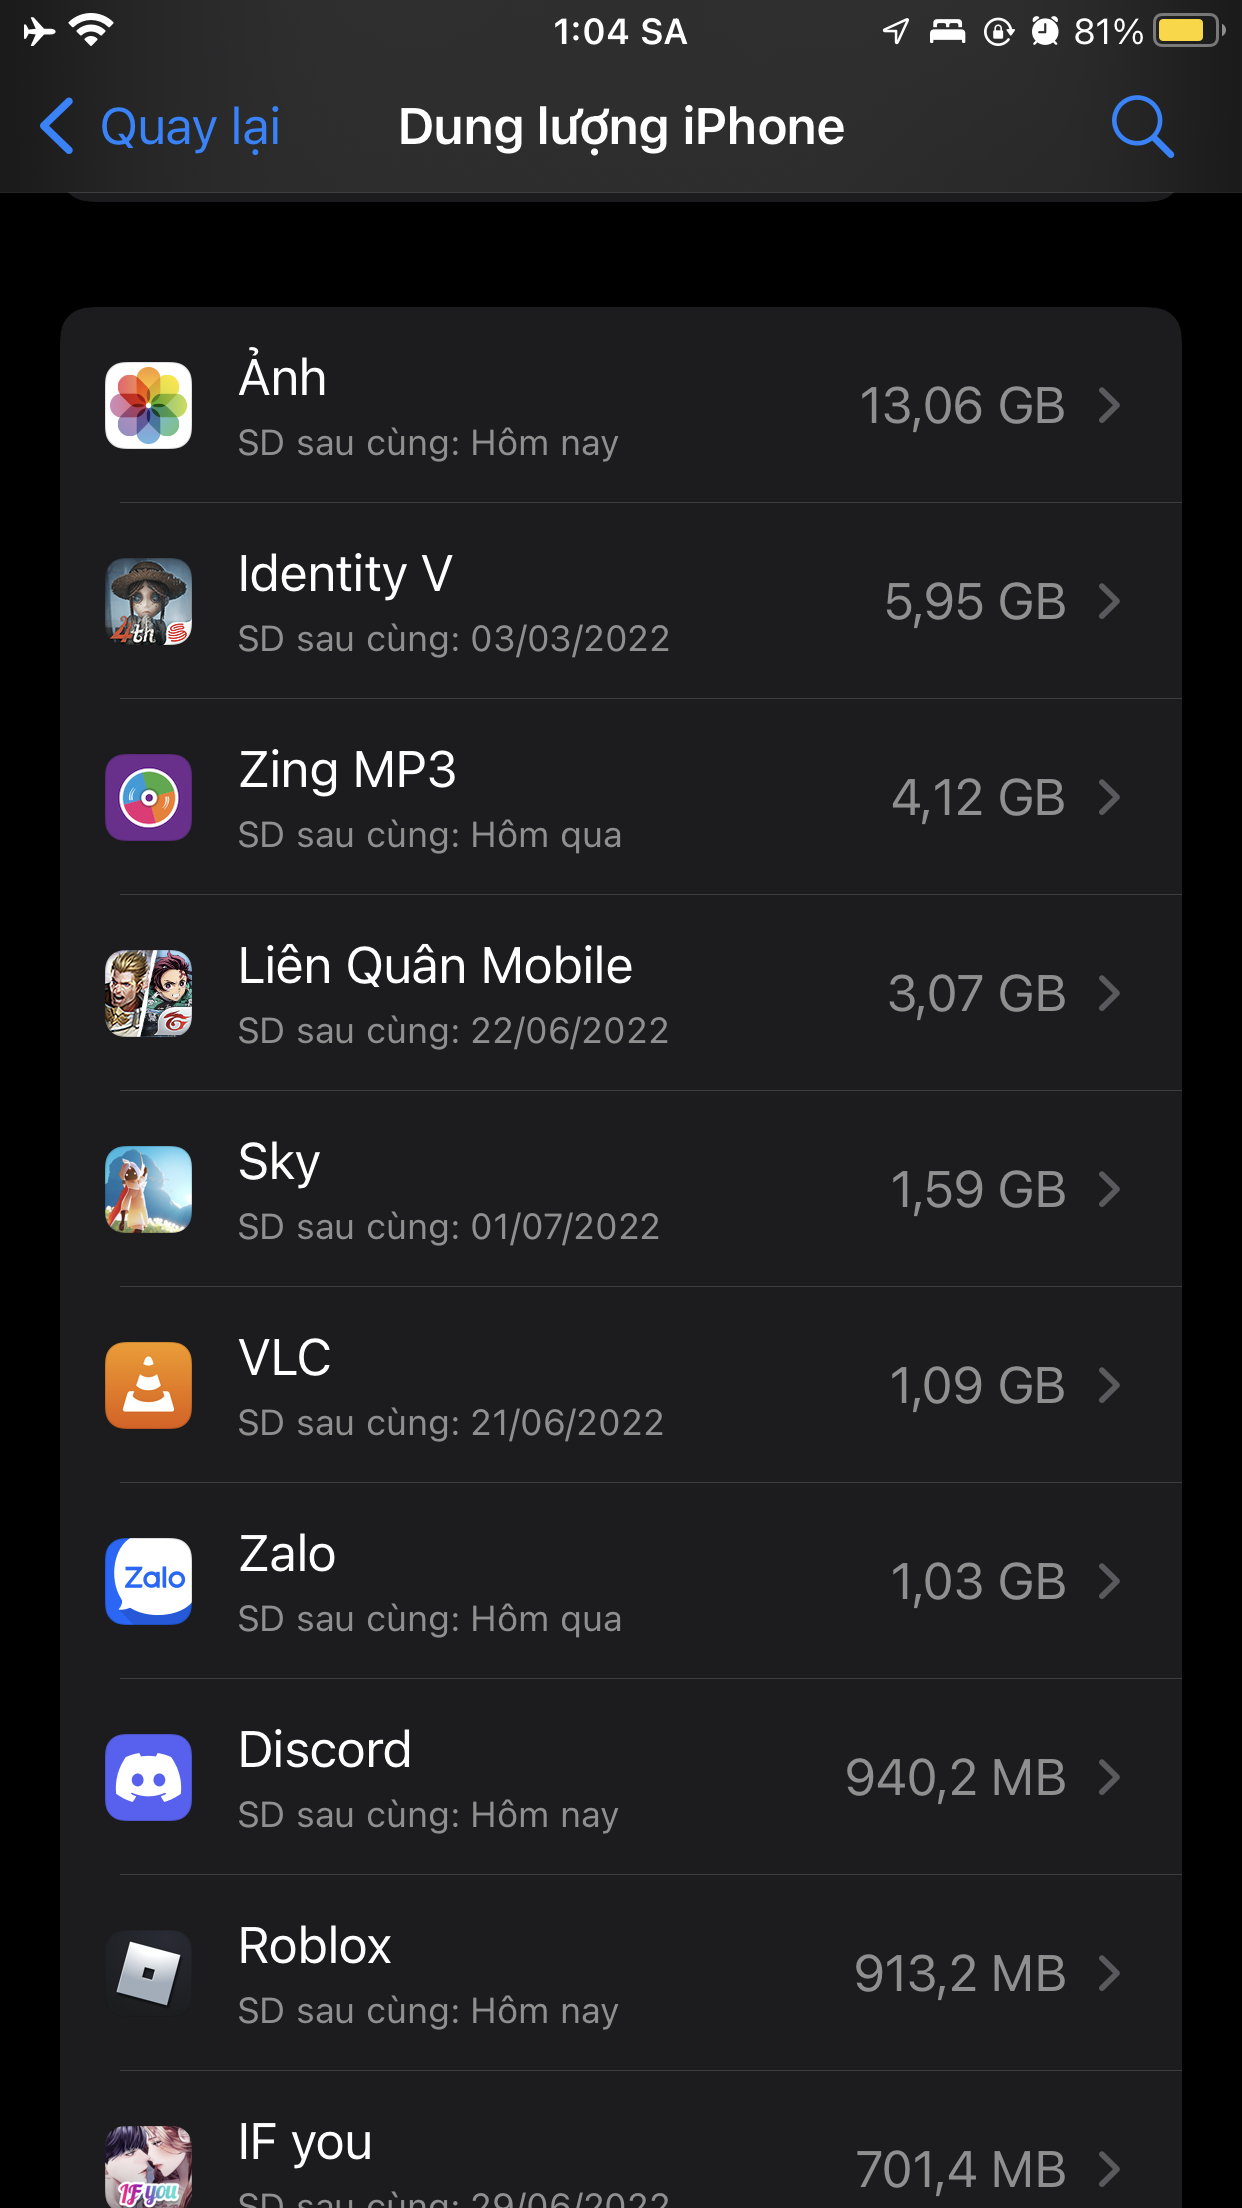 1:04 SA
81%
Quay lại
Dung lượng iPhone
Ảnh
SD sau cùng: Hôm nay
13,06 GB
4th
Identity V
SD sau cùng: 03/03/2022
5,95 GB
Zing MP3
SD sau cùng: Hôm qua
4,12 GB
Liên Quân Mobile
SD sau cùng: 22/06/2022
3,07 GB
Sky
SD sau cùng: 01/07/2022
1,59 GB
VLC
SD sau cùng: 21/06/2022
1,09 GB
Zalo
Zalo
SD sau cùng: Hôm qua
1,03 GB
Discord
SD sau cùng: Hôm nay
940,2 MB
Roblox
SD sau cùng: Hôm nay
913,2 MB
IF you
IF you
SD sau cùng: 29/06/2022
701,4 MB